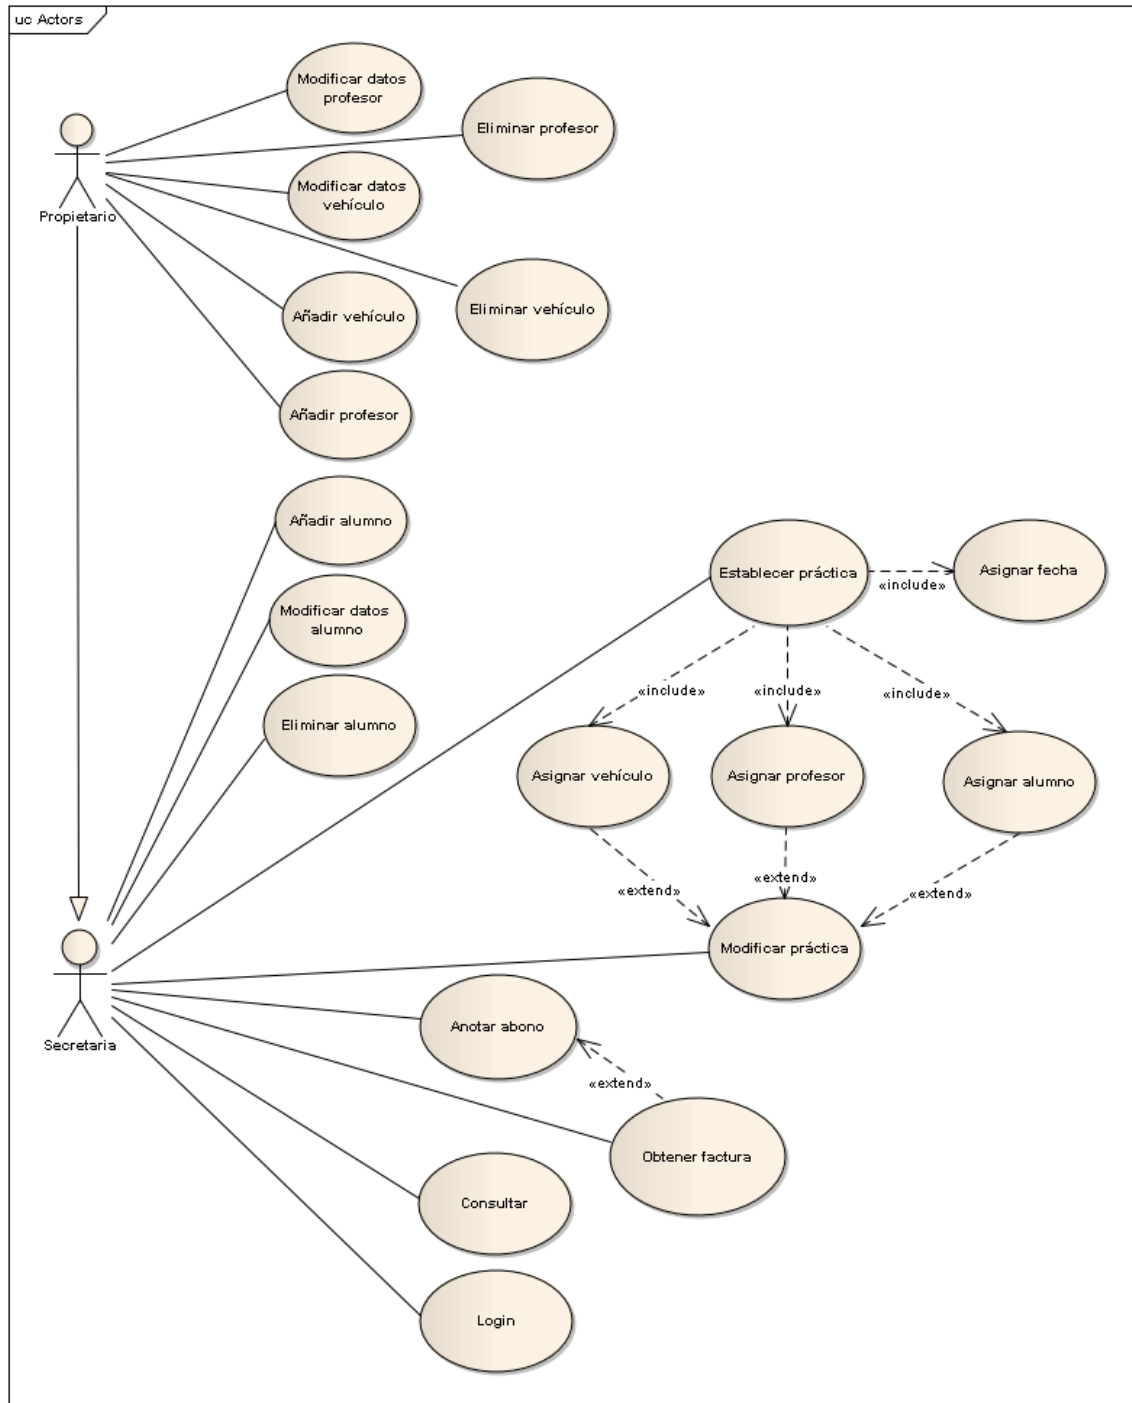 uc Actors
Modificar datos
profesor
Eliminar profesor
Propietario
Modificar datos
vehículo
Eliminar vehículo
Añadir vehículo
Añadir profesor
Añadir alumno
Modificar datos
alumno
Eliminar alumno
Establecer práctica
«include»
Asignar fecha
«include»
«include»
«include»
Asignar vehículo
Asignar profesor
Asignar alumno
«extend»
«extend»
«extend»
Modificar práctica
Secretaria
Anotar abono
«extend»
Obtener factura
Consultar
Login